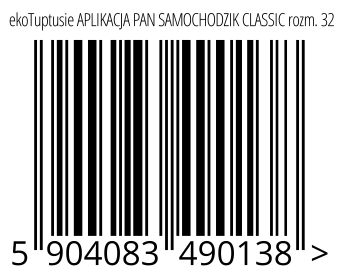 ekoTuptusie APLIKACJA PAN SAMOCHODZIK CLASSIC rozm. 32
5 904083 490138 >